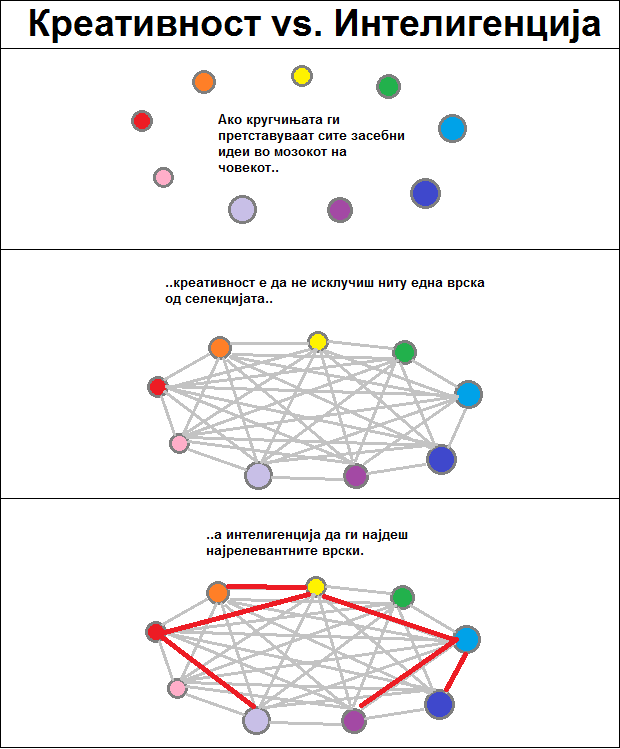 Креативност vs. Интелигенција
Ако кругчињата ги
претставуваат сите засебни
идеи во мозокот на
човекот..
..креативност е да не исклучиш ниту една врска
од селекцијата..
..а интелигенција да ги најдеш
најрелевантните врски.